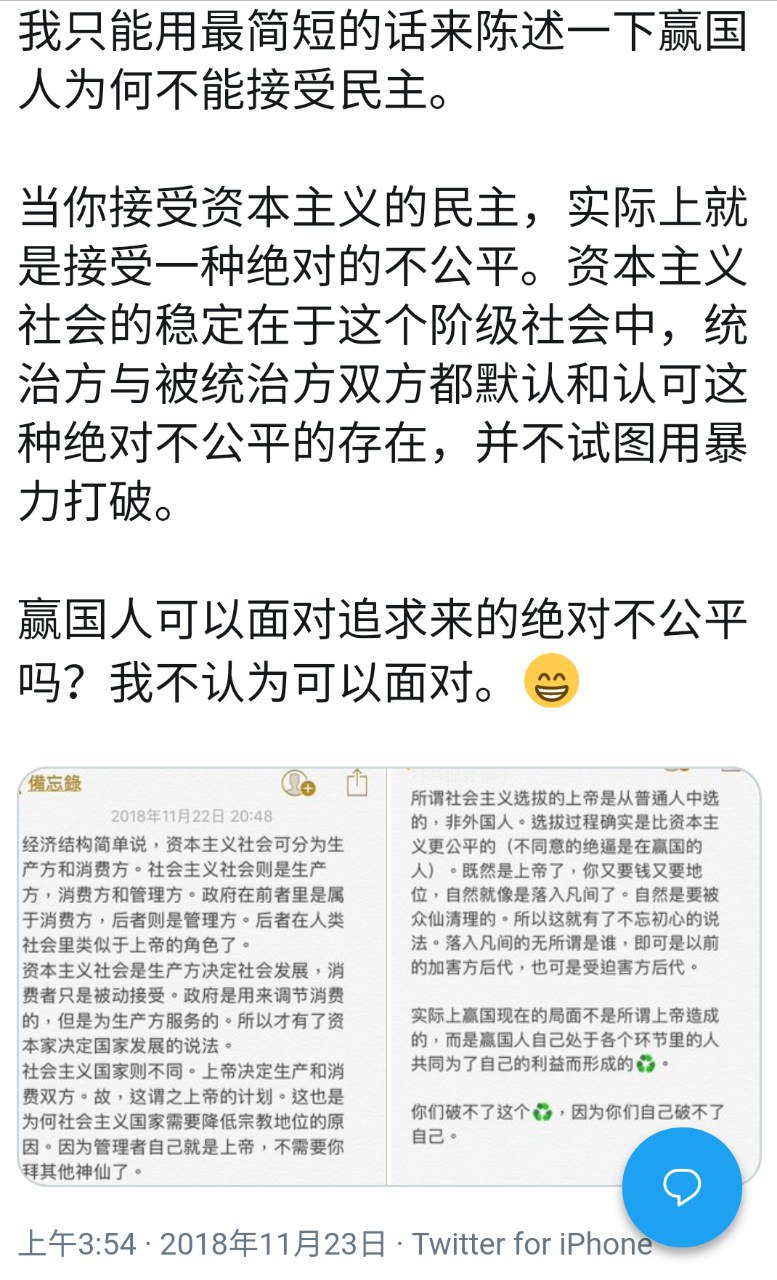 我只能用最简短的话来陈述一下赢国
人为何不能接受民主。
当你接受资本主义的民主，实际上就
是接受一种绝对的不公平。资本主义
社会的稳定在于这个阶级社会中，统
治方与被统治方双方都默认和认可这
种绝对不公平的存在，并不试图用暴
力打破。
赢国人可以面对追求来的绝对不公平
吗？我不认为可以面对。😁
備忘錄
2018年11月22日 20:48
经济结构简单说，资本主义社会可分为生
产方和消费方。社会主义社会则是生产
方，消费方和管理方。政府在前者里是属
于消费方，后者则是管理方。后者在人类
社会里类似于上帝的角色了。
资本主义社会是生产方决定社会发展，消
费者只是被动接受。政府是用来调节消费
的，但是为生产方服务的。所以才有了资
本家决定国家发展的说法。
社会主义国家则不同。上帝决定生产和消
费双方。故，这谓之上帝的计划。这也是
为何社会主义国家需要降低宗教地位的原
因。因为管理者自己就是上帝，不需要你
拜其他神仙了。
所谓社会主义选拔的上帝是从普通人中选
的，非外国人。选拔过程确实是比资本主
义更公平的（不同意的绝逼是在赢国的
人）。既然是上帝了，你又要钱又要地
位，自然就像是落入凡间了。自然是要被
众仙清理的。所以这就有了不忘初心的说
法。落入凡间的无所谓是谁，即可是以前
的加害方后代，也可是受迫害方后代。
实际上赢国现在的局面不是所谓上帝造成
的，而是赢国人自己处于各个环节里的人
共同为了自己的利益而形成的♻️。
你们破不了这个♻️，因为你们自己破不了
自己。
上午3:54 · 2018年11月23日 · Twitter for iPhone